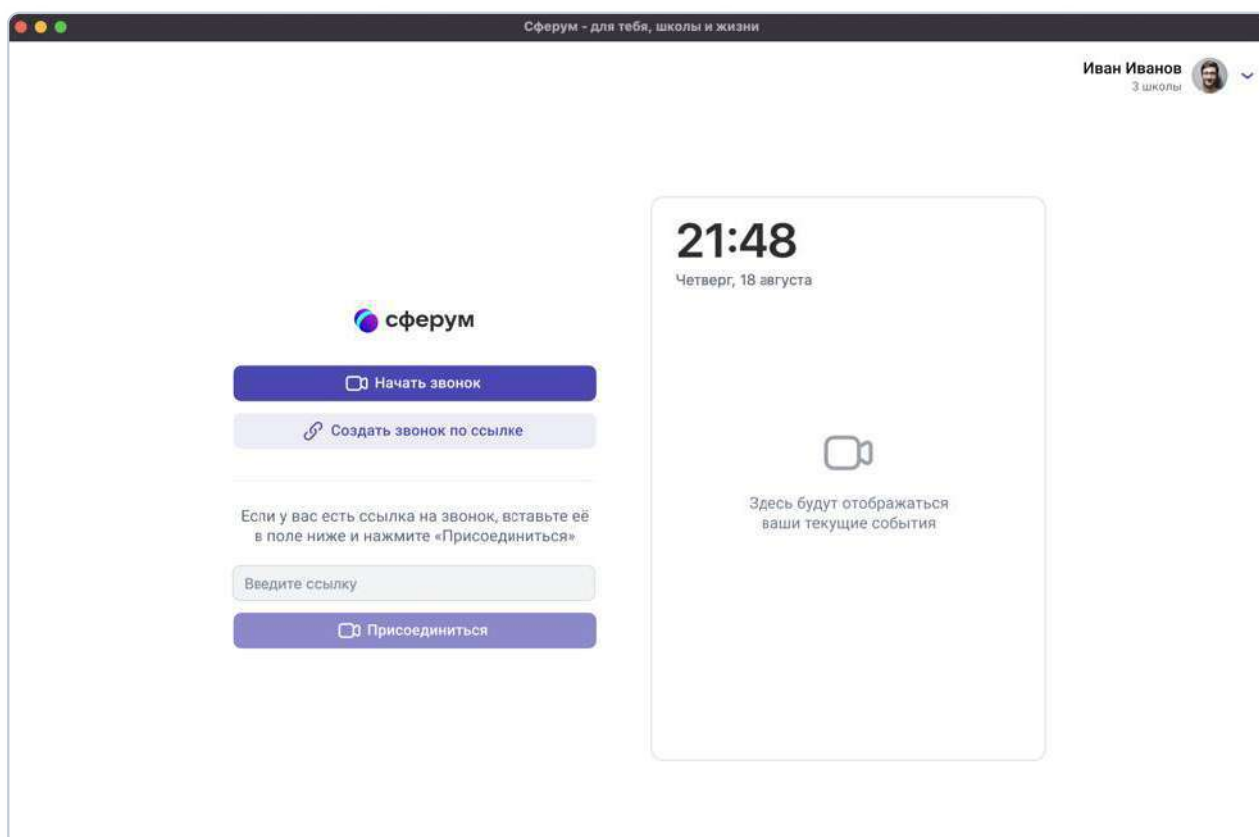 Сферум - для тебя, школы и жизни
Иван Иванов
3 школы
сферум
Начать звонок
Создать звонок по ссылке
Если у вас есть ссылка на звонок, вставьте её
в поле ниже и нажмите «Присоединиться»
Введите ссылку
Присоединиться
21:48
Четверг, 18 августа
Здесь будут отображаться
ваши текущие события